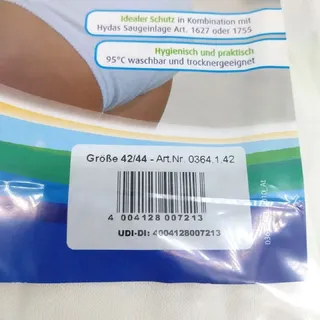 Idealer Schutz in Kombination mit
Hydas Saugeinlage Art. 1627 oder 1755
Hygienisch und praktisch
95°C waschbar und trocknergeeignet
Größe 42/44 - Art.Nr. 0364.1.42
4 004128 007213
UDI-DI: 4004128007213